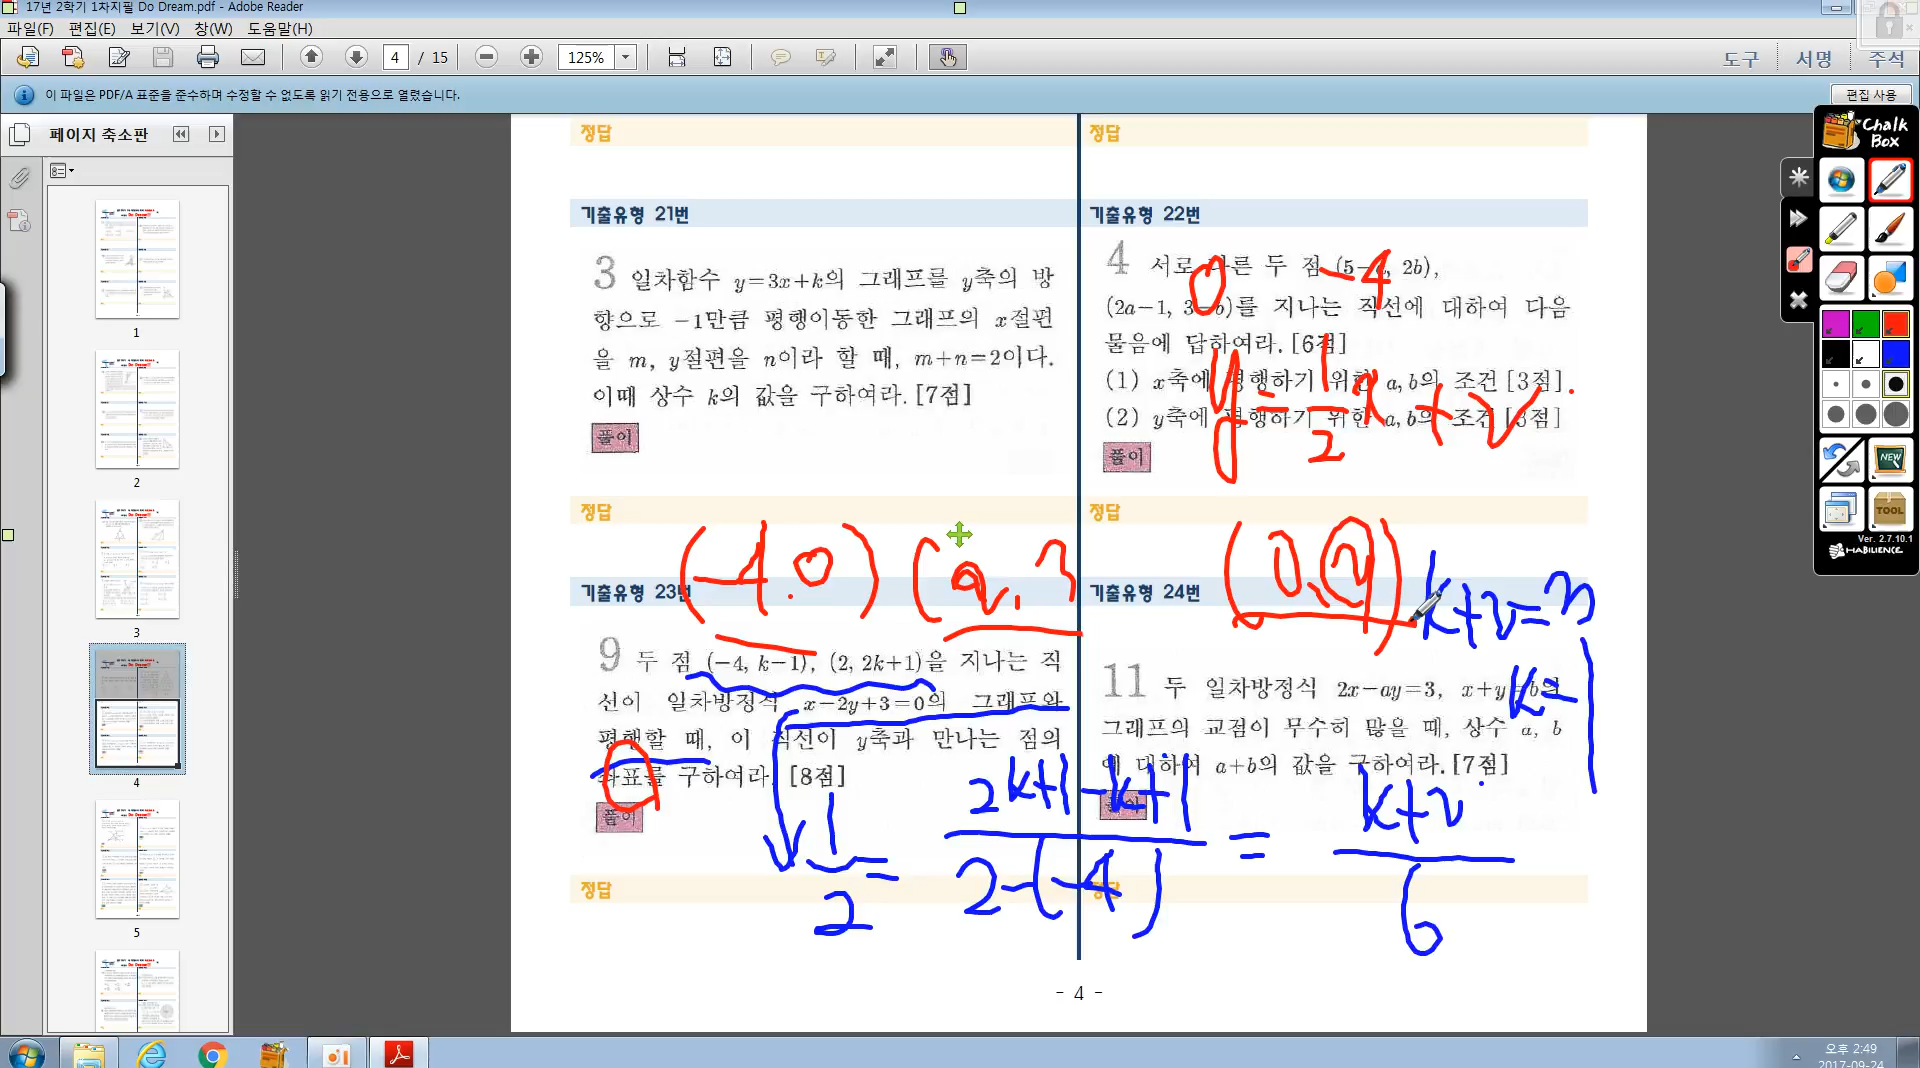 17년 2학기 1차지필 Do Dream.pdf - Adobe Reader
파일(F) 편집(E) 보기(V) 창(W) 도움말(H)
4 / 15 125% 도구 서명 주석
이 파일은 PDF/A 표준을 준수하며 수정할 수 없도록 읽기 전용으로 열렸습니다.
편집 사용
페이지 축소판
1
2
3
4
5
정답
정답
기출유형 21번
3 일차함수 y=3x+k의 그래프를 y축의 방
향으로 -1만큼 평행이동한 그래프의 x절편
을 m, y절편을 n이라 할 때, m+n=2이다.
이때 상수 k의 값을 구하여라. [7점]
풀이
정답
기출유형 22번
4 서로 다른 두 점 (5-a, 2b),
(2a-1, 3-b)를 지나는 직선에 대하여 다음
물음에 답하여라. [6점]
(1) x축에 평행하기 위한 a, b의 조건 [3점]
(2) y축에 평행하기 위한 a, b의 조건 [3점]
풀이
0 -4
y = 1/2 x + 2
정답
(-4, 0) (a, 3
(0, 2)
기출유형 23번
9 두 점 (-4, k-1), (2, 2k+1)을 지나는 직
선이 일차방정식 x-2y+3=0의 그래프와
평행할 때, 이 직선이 y축과 만나는 점의
좌표를 구하여라. [8점]
풀이
정답
기출유형 24번
k+2=3
k=1
11 두 일차방정식 2x-ay=3, x+y=b의
그래프의 교점이 무수히 많을 때, 상수 a, b
에 대하여 a+b의 값을 구하여라. [7점]
풀이
1/2 = 2k+1-k+1 / 2-(-4) = k+2 / 6
정답
- 4 -
Chalk Box
NEW
TOOL
Ver. 2.7.10.1
HABILIENCE
오후 2:49
2017-09-24